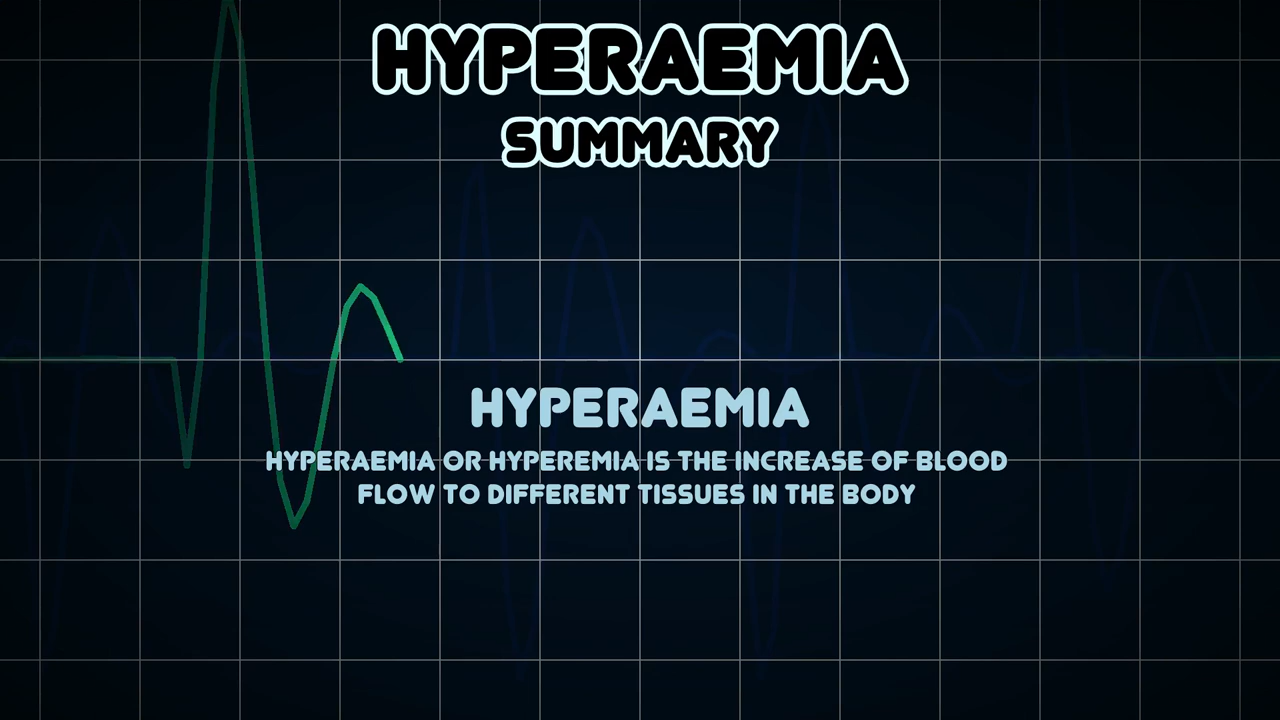 HYPERAEMIA
SUMMARY
HYPERAEMIA
HYPERAEMIA OR HYPEREMIA IS THE INCREASE OF BLOOD
FLOW TO DIFFERENT TISSUES IN THE BODY